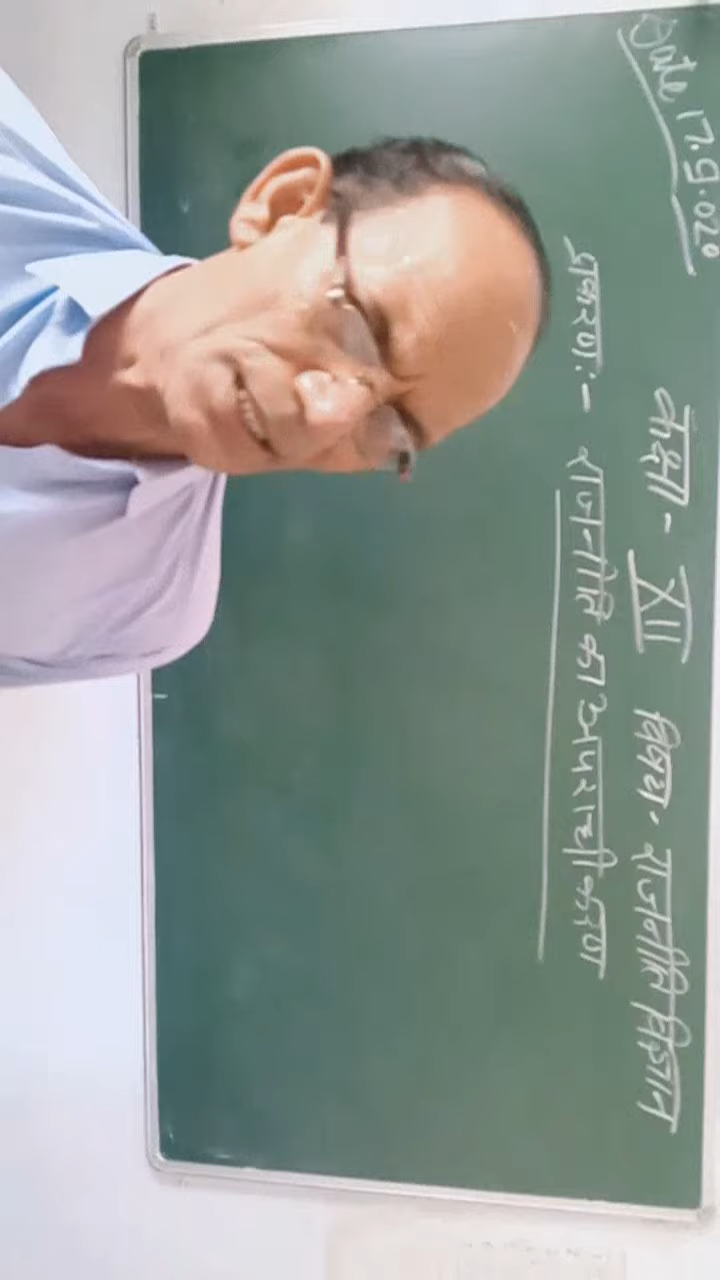 Date 17.9.020
कक्षा - XII विषय - राजनीति विज्ञान
प्रकरण :- राजनीति का अपराधीकरण